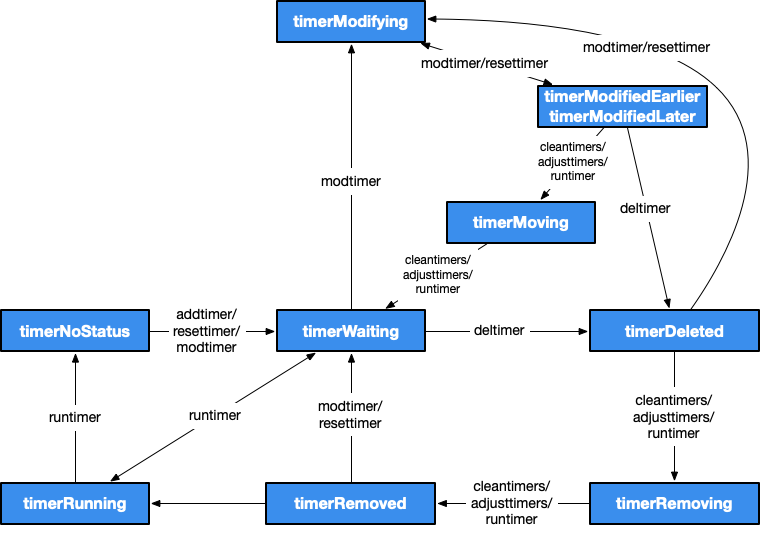 timerModifying
modtimer/resettimer
modtimer/resettimer
timerModifiedEarlier
timerModifiedLater
cleantimers/
adjusttimers/
runtimer
modtimer
deltimer
timerMoving
cleantimers/
adjusttimers/
runtimer
timerNoStatus
addtimer/
resettimer/
modtimer
timerWaiting
deltimer
timerDeleted
runtimer
runtimer
modtimer/
resettimer
cleantimers/
adjusttimers/
runtimer
timerRunning
timerRemoved
cleantimers/
adjusttimers/
runtimer
timerRemoving